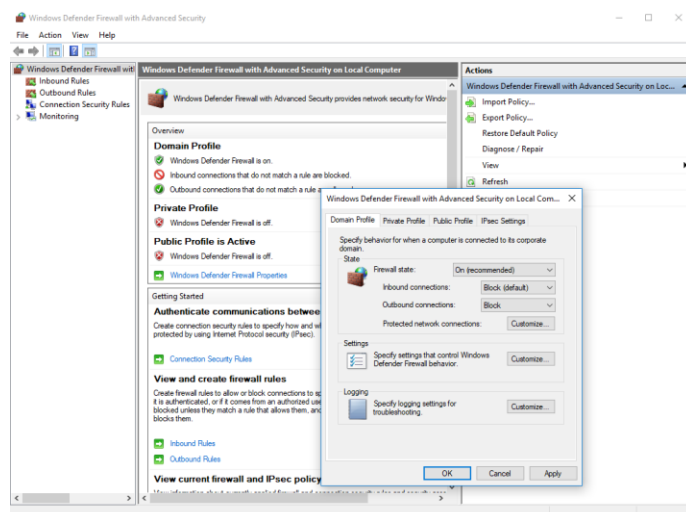 Windows Defender Firewall with Advanced Security
File Action View Help
Windows Defender Firewall wit
Inbound Rules
Outbound Rules
Connection Security Rules
Monitoring
Windows Defender Firewall with Advanced Security on Local Computer
Windows Defender Firewall with Advanced Security provides network security for Window
Overview
Domain Profile
Windows Defender Firewall is on.
Inbound connections that do not match a rule are blocked.
Outbound connections that do not match a rule
Private Profile
Windows Defender Firewall is off.
Public Profile is Active
Windows Defender Firewall is off.
Windows Defender Firewall Properties
Getting Started
Authenticate communications betwee
Create connection security rules to specify how and
protected by using Internet Protocol security (IPsec).
Connection Security Rules
View and create firewall rules
Create firewall rules to allow or block connections to
it is authenticated, or if it comes from an authorized
blocked unless they match a rule that allows them,
blocks them.
Inbound Rules
Outbound Rules
View current firewall and IPsec policy
Actions
Windows Defender Firewall with Advanced Security on Loc...
Import Policy...
Export Policy...
Restore Default Policy
Diagnose / Repair
View
Refresh
Windows Defender Firewall with Advanced Security on Local Com...
Domain Profile Private Profile Public Profile IPsec Settings
Specify behavior for when a computer is connected to its corporate
domain.
State
Firewall state: On (recommended)
Inbound connections: Block (default)
Outbound connections: Block
Protected network connections: Customize...
Settings
Specify settings that control Windows
Defender Firewall behavior.
Customize...
Logging
Specify logging settings for
troubleshooting.
Customize...
OK Cancel Apply